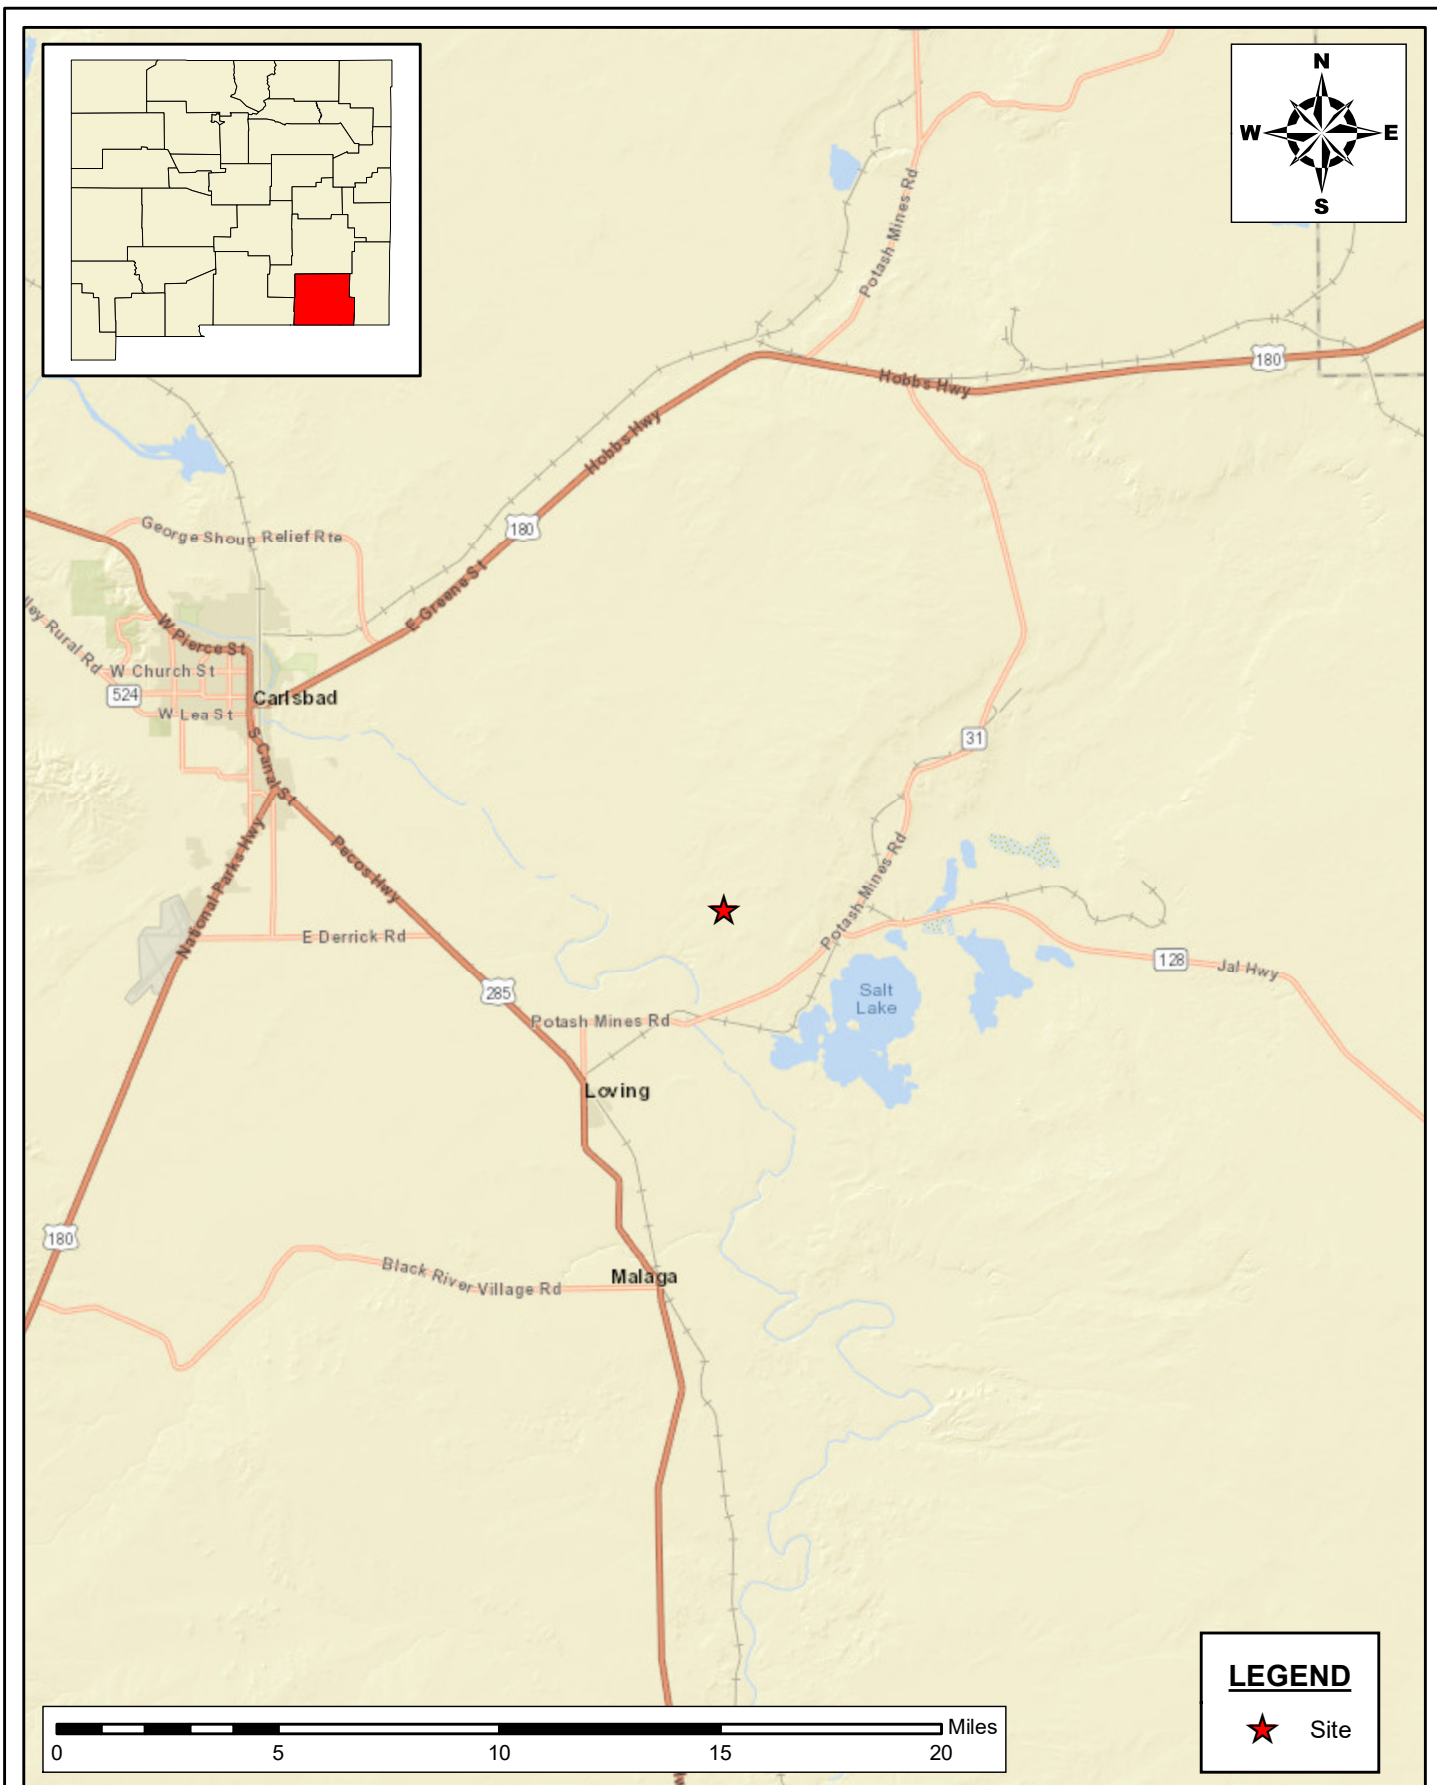 N
W E
S
Potash Mines Rd
Hobbs Hwy
180
Hobbs Hwy
180
George Shoup Relief Rte
E Greene St
lley Rural Rd
W Pierce St
W Church St
524
W Lea St
Carlsbad
S Canal St
31
National Parks Hwy
Pecos Hwy
Potash Mines Rd
E Derrick Rd
128
Jal Hwy
285
Salt
Lake
Potash Mines Rd
Loving
180
Black River Village Rd
Malaga
LEGEND
Site
Miles
0 5 10 15 20